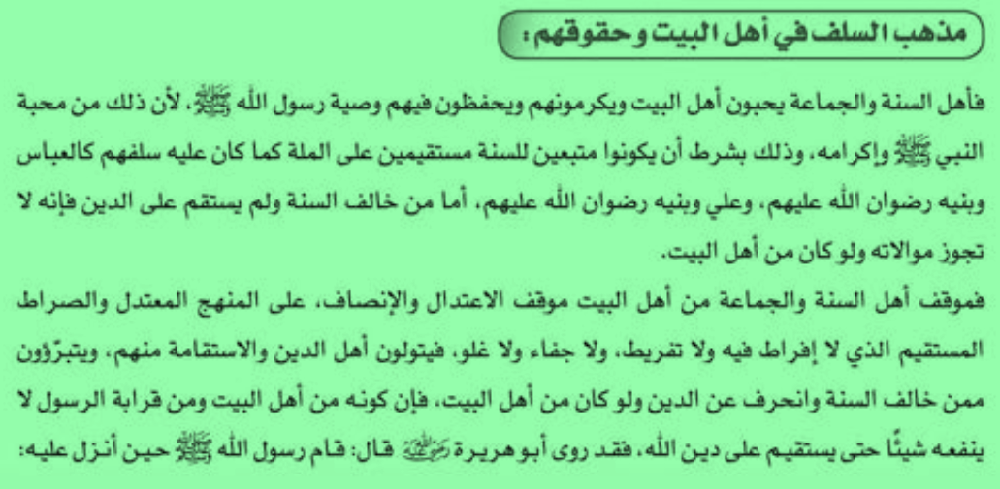 مذهب السلف في أهل البيت وحقوقهم :
فأهل السنة والجماعة يحبون أهل البيت ويكرمونهم ويحفظون فيهم وصية رسول الله ﷺ، لأن ذلك من محبة
النبي ﷺ وإكرامه، وذلك بشرط أن يكونوا متبعين للسنة مستقيمين على الملة كما كان عليه سلفهم كالعباس
وبنيه رضوان الله عليهم، وعلي وبنيه رضوان الله عليهم، أما من خالف السنة ولم يستقم على الدين فإنه لا
تجوز موالاته ولو كان من أهل البيت.
فموقف أهل السنة والجماعة من أهل البيت موقف الاعتدال والإنصاف، على المنهج المعتدل والصراط
المستقيم الذي لا إفراط فيه ولا تفريط، ولا جفاء ولا غلو، فيتولون أهل الدين والاستقامة منهم، ويتبرّؤون
ممن خالف السنة وانحرف عن الدين ولو كان من أهل البيت، فإن كونه من أهل البيت ومن قرابة الرسول لا
ينفعه شيئًا حتى يستقيم على دين الله، فقد روى أبو هريرة رضي الله عنه قال: قام رسول الله ﷺ حين أنزل عليه: